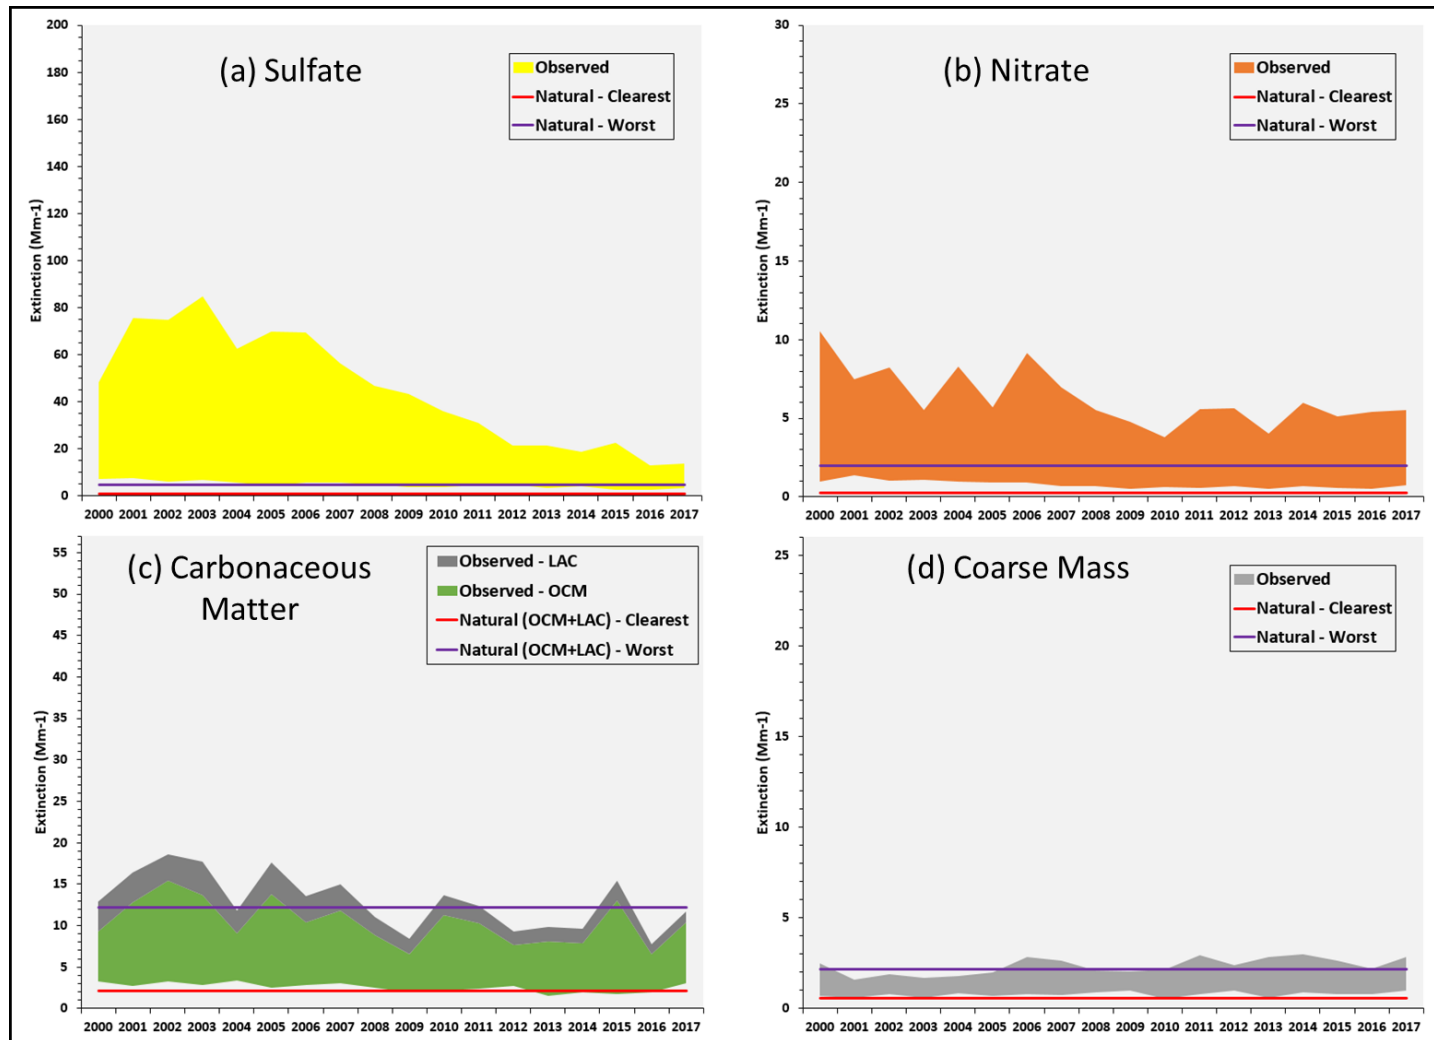 (a) Sulfate
Observed
Natural - Clearest
Natural - Worst
Extinction (Mm-1)
200
180
160
140
120
100
80
60
40
20
0
2000 2001 2002 2003 2004 2005 2006 2007 2008 2009 2010 2011 2012 2013 2014 2015 2016 2017
(b) Nitrate
Observed
Natural - Clearest
Natural - Worst
Extinction (Mm-1)
30
25
20
15
10
5
0
2000 2001 2002 2003 2004 2005 2006 2007 2008 2009 2010 2011 2012 2013 2014 2015 2016 2017
(c) Carbonaceous
Matter
Observed - LAC
Observed - OCM
Natural (OCM+LAC) - Clearest
Natural (OCM+LAC) - Worst
Extinction (Mm-1)
55
50
45
40
35
30
25
20
15
10
5
0
2000 2001 2002 2003 2004 2005 2006 2007 2008 2009 2010 2011 2012 2013 2014 2015 2016 2017
(d) Coarse Mass
Observed
Natural - Clearest
Natural - Worst
Extinction (Mm-1)
25
20
15
10
5
0
2000 2001 2002 2003 2004 2005 2006 2007 2008 2009 2010 2011 2012 2013 2014 2015 2016 2017